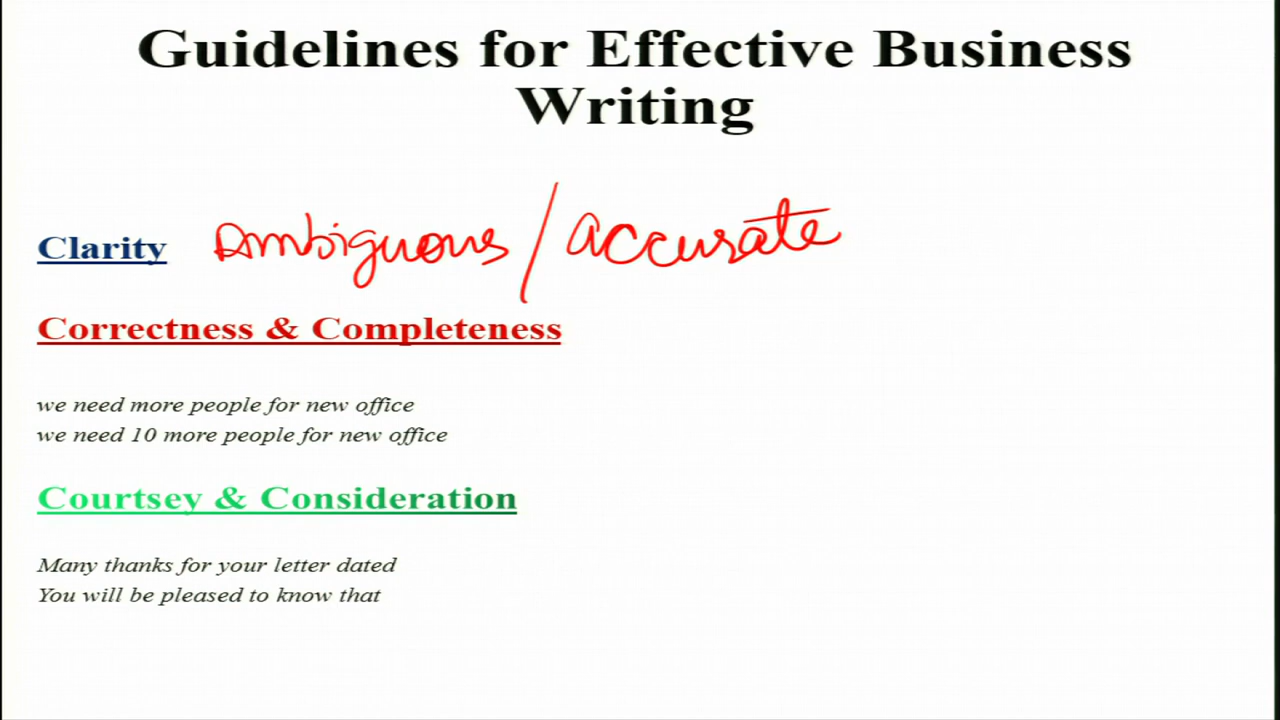 Guidelines for Effective Business
Writing
Clarity Ambiguous / accurate
Correctness & Completeness
we need more people for new office
we need 10 more people for new office
Courtsey & Consideration
Many thanks for your letter dated
You will be pleased to know that